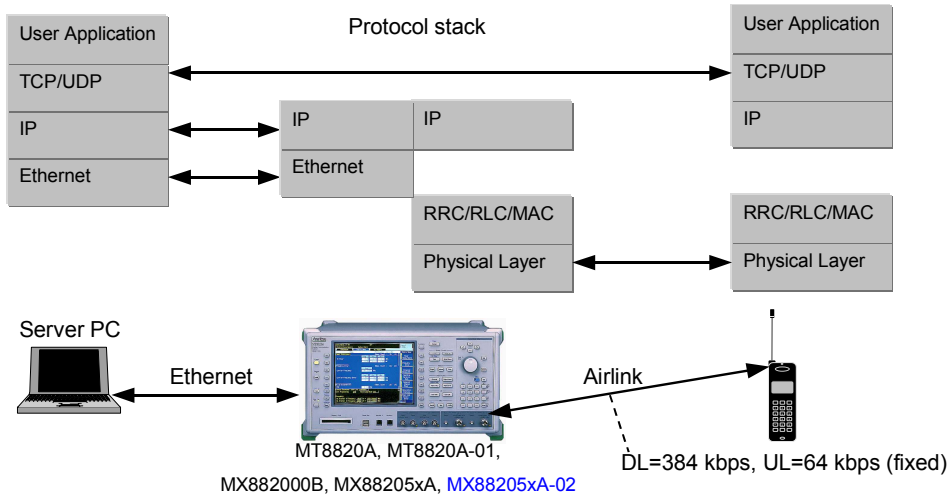 Protocol stack
User Application
TCP/UDP
IP
Ethernet
IP
IP
Ethernet
RRC/RLC/MAC
Physical Layer
User Application
TCP/UDP
IP
RRC/RLC/MAC
Physical Layer
Server PC
Ethernet
Airlink
MT8820A, MT8820A-01,
MX882000B, MX88205xA, MX88205xA-02
DL=384 kbps, UL=64 kbps (fixed)